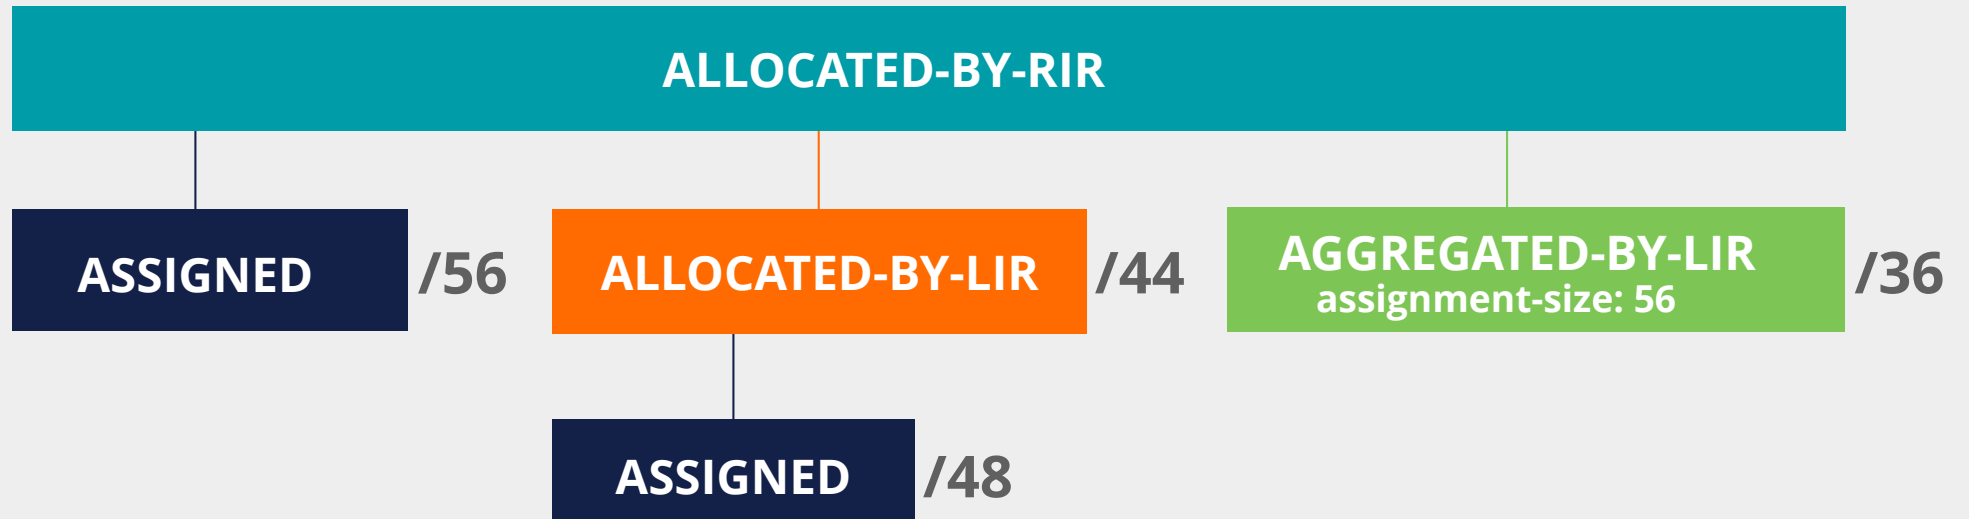 ALLOCATED-BY-RIR
ASSIGNED
/56
ALLOCATED-BY-LIR
/44
AGGREGATED-BY-LIR
assignment-size: 56
/36
ASSIGNED
/48